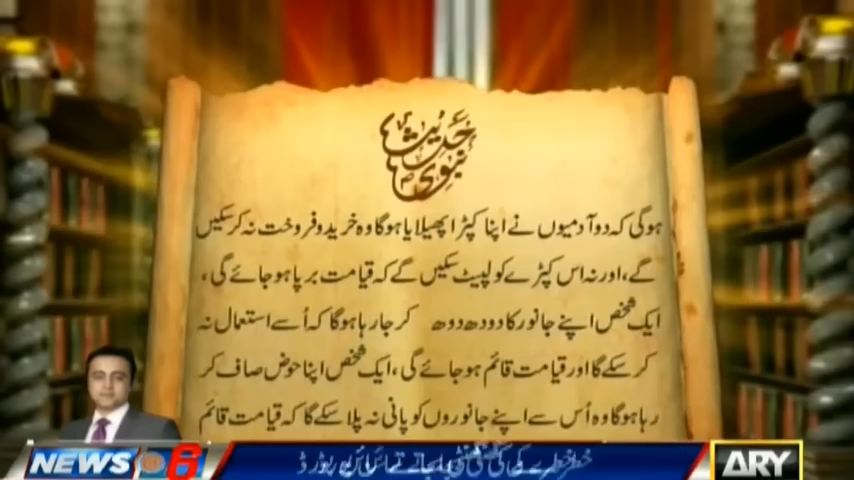 حدیث نبوی
ہوگی کہ دو آدمیوں نے اپنا کپڑا پھیلایا ہوگا وہ خرید و فروخت نہ کر سکیں
گے، اور نہ اس کپڑے کو لپیٹ سکیں گے کہ قیامت برپا ہو جائے گی،
ایک شخص اپنے جانور کا دودھ دوھ کر جا رہا ہوگا کہ اُسے استعمال نہ
کر سکے گا اور قیامت قائم ہو جائے گی، ایک شخص اپنا حوض صاف کر
رہا ہوگا وہ اُس سے اپنے جانوروں کو پانی نہ پلا سکے گا کہ قیامت قائم
NEWS @ 6
ARY